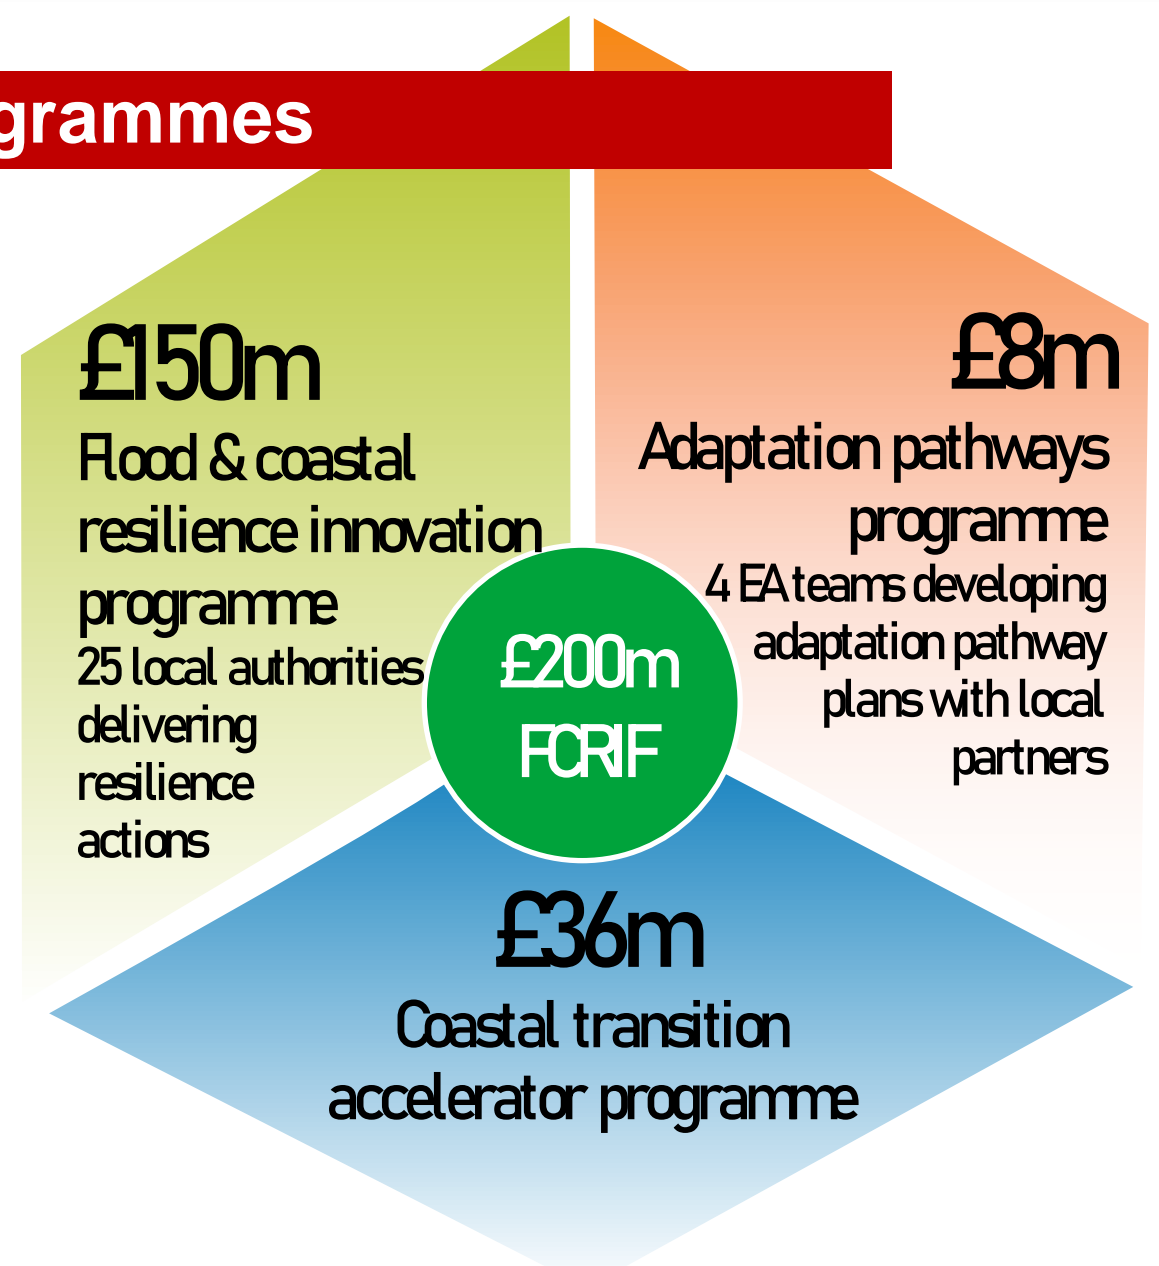 grammes
£150m
Flood & coastal
resilience innovation
programme
25 local authorities
delivering
resilience
actions
£8m
Adaptation pathways
programme
4 EA teams developing
adaptation pathway
plans with local
partners
£200m
FCRIF
£36m
Coastal transition
accelerator programme